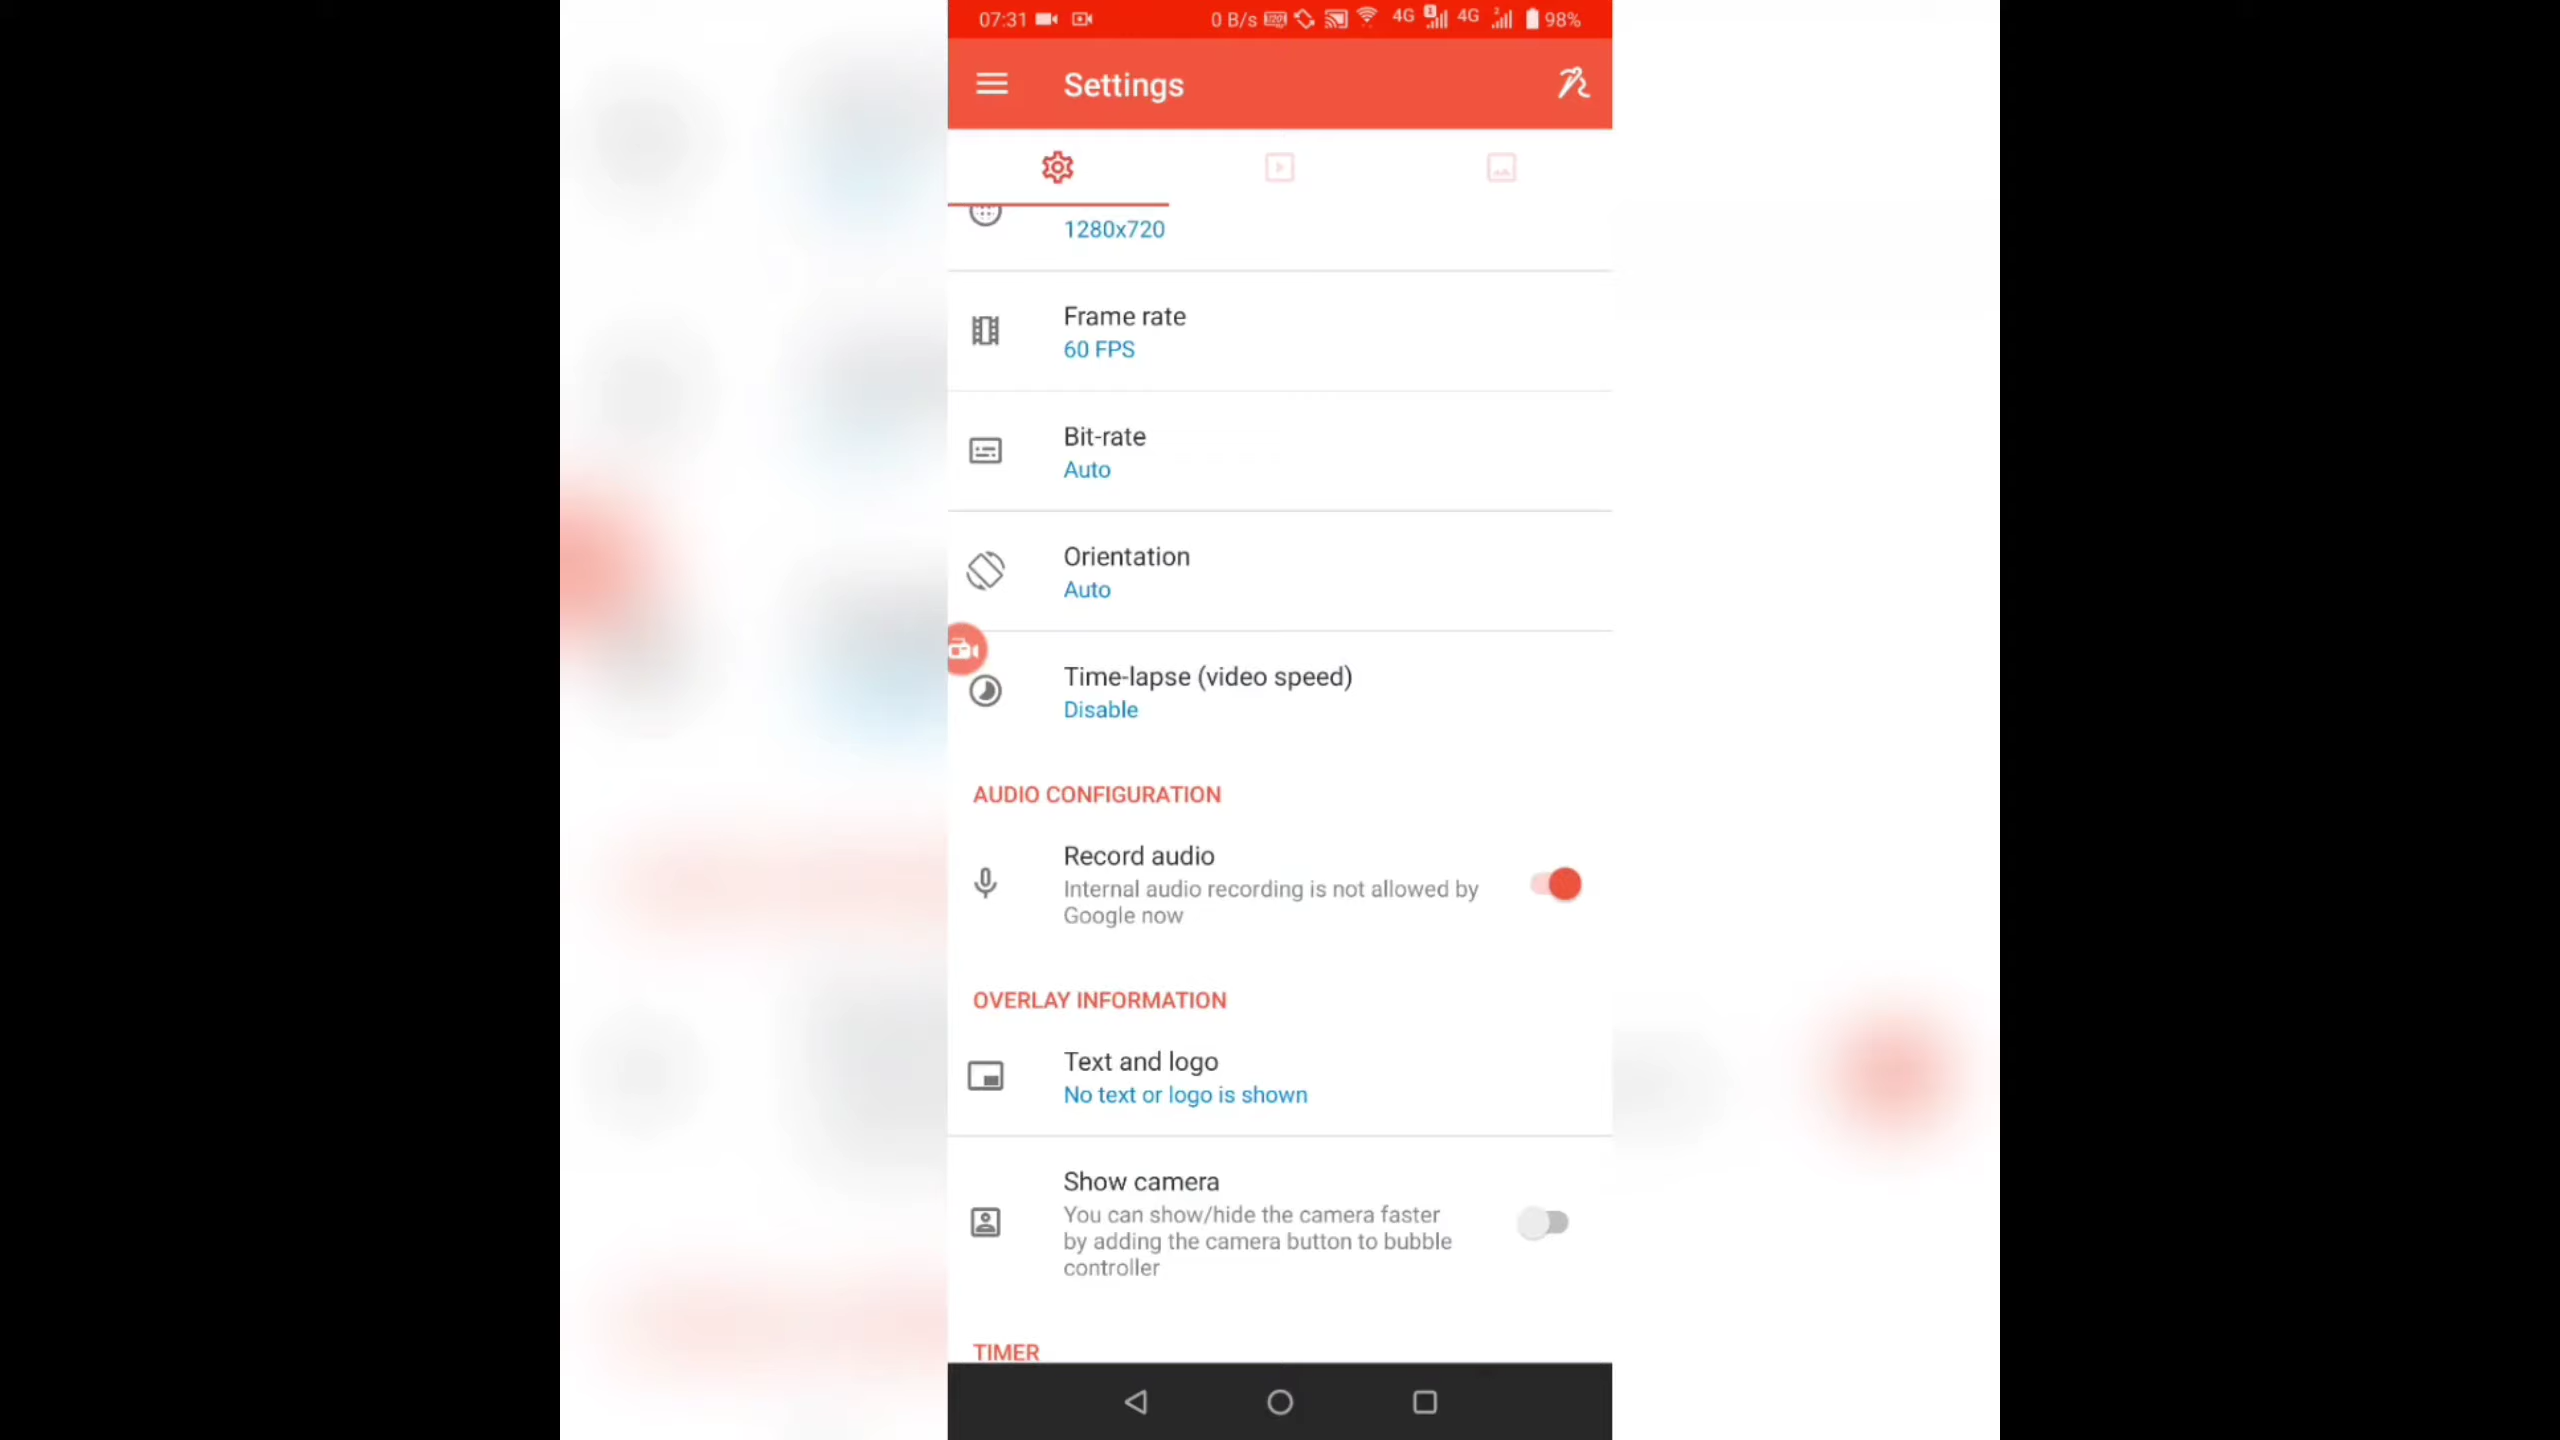 07:31 0 B/s 4G 4G 98%
Settings
1280x720
Frame rate
60 FPS
Bit-rate
Auto
Orientation
Auto
Time-lapse (video speed)
Disable
AUDIO CONFIGURATION
Record audio
Internal audio recording is not allowed by
Google now
OVERLAY INFORMATION
Text and logo
No text or logo is shown
Show camera
You can show/hide the camera faster
by adding the camera button to bubble
controller
TIMER